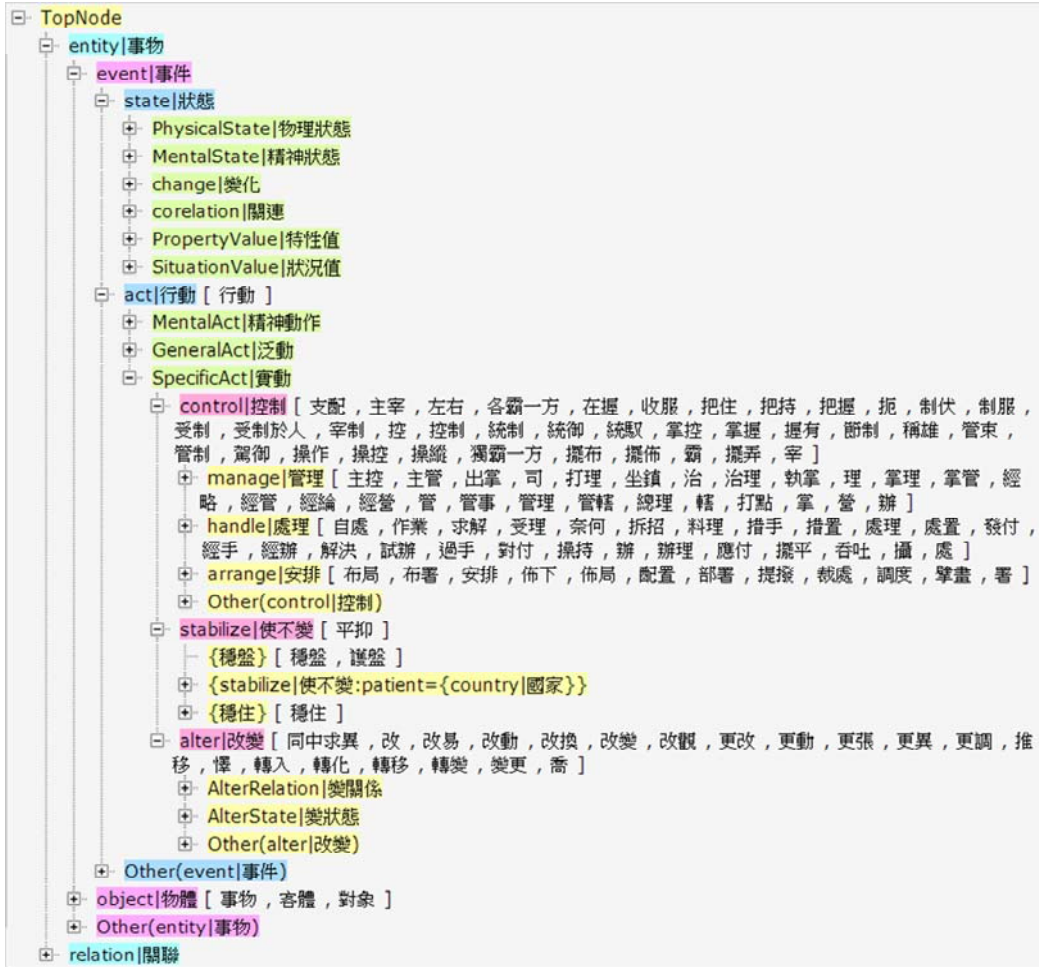 TopNode
entity|事物
event|事件
state|狀態
PhysicalState|物理狀態
MentalState|精神狀態
change|變化
corelation|關連
PropertyValue|特性值
SituationValue|狀況值
act|行動 [ 行動 ]
MentalAct|精神動作
GeneralAct|泛動
SpecificAct|實動
control|控制 [ 支配 , 主宰 , 左右 , 各霸一方 , 在握 , 收服 , 把住 , 把持 , 把握 , 扼 , 制伏 , 制服 ,
受制 , 受制於人 , 宰制 , 控 , 控制 , 統制 , 統御 , 統馭 , 掌控 , 掌握 , 握有 , 節制 , 稱雄 , 管束 ,
管制 , 駕御 , 操作 , 操控 , 操縱 , 獨霸一方 , 擺布 , 擺佈 , 霸 , 擺弄 , 宰 ]
manage|管理 [ 主控 , 主管 , 出掌 , 司 , 打理 , 坐鎮 , 治 , 治理 , 執掌 , 理 , 掌理 , 掌管 , 經
略 , 經管 , 經綸 , 經營 , 管 , 管事 , 管理 , 管轄 , 總理 , 轄 , 打點 , 掌 , 營 , 辦 ]
handle|處理 [ 自處 , 作業 , 求解 , 受理 , 奈何 , 拆招 , 料理 , 措手 , 措置 , 處理 , 處置 , 發付 ,
經手 , 經辦 , 解決 , 試辦 , 過手 , 對付 , 操持 , 辦 , 辦理 , 應付 , 擺平 , 吞吐 , 攝 , 處 ]
arrange|安排 [ 布局 , 布署 , 安排 , 佈下 , 佈局 , 配置 , 部署 , 提撥 , 裁處 , 調度 , 擘畫 , 署 ]
Other(control|控制)
stabilize|使不變 [ 平抑 ]
{穩盤} [ 穩盤 , 護盤 ]
{stabilize|使不變:patient={country|國家}}
{穩住} [ 穩住 ]
alter|改變 [ 同中求異 , 改 , 改易 , 改動 , 改換 , 改變 , 改觀 , 更改 , 更動 , 更張 , 更異 , 更調 , 推
移 , 懌 , 轉入 , 轉化 , 轉移 , 轉變 , 變更 , 喬 ]
AlterRelation|變關係
AlterState|變狀態
Other(alter|改變)
Other(event|事件)
object|物體 [ 事物 , 客體 , 對象 ]
Other(entity|事物)
relation|關聯